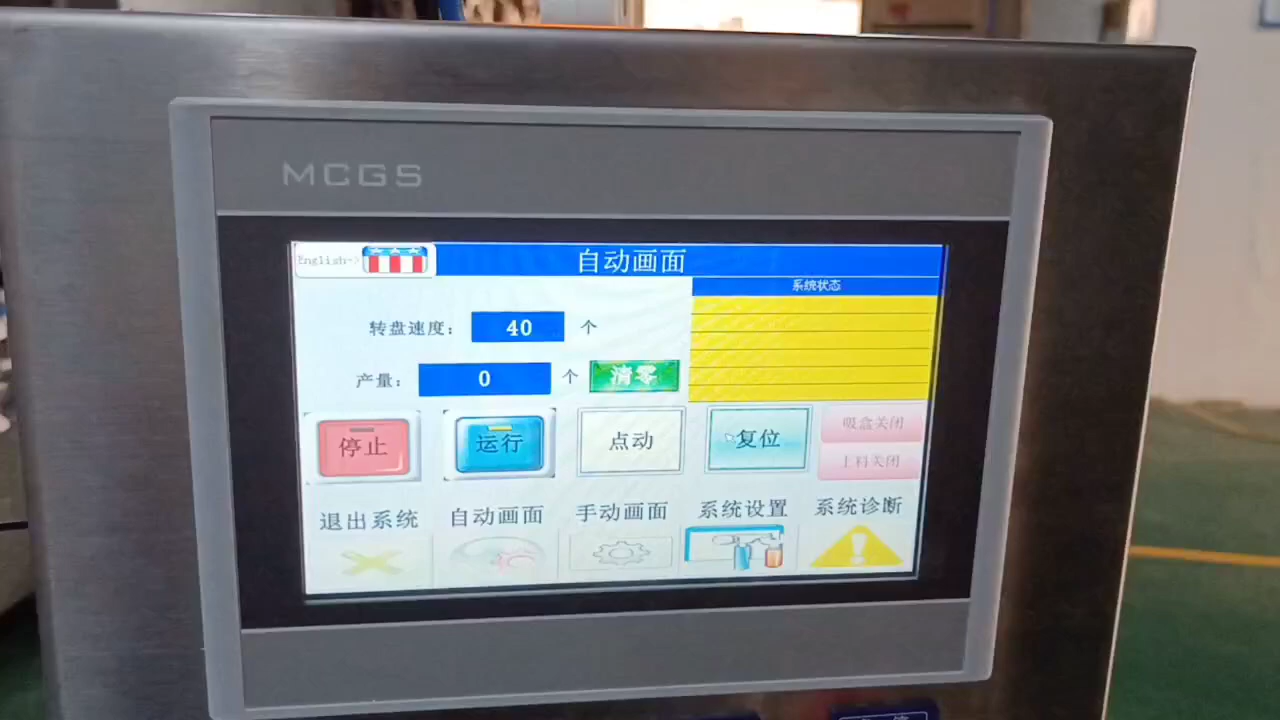 MCGS
English->
自动画面
系统状态
转盘速度: 40 个
产量: 0 个 清零
停止 运行 点动 复位 吸盒关闭
上料关闭
退出系统 自动画面 手动画面 系统设置 系统诊断